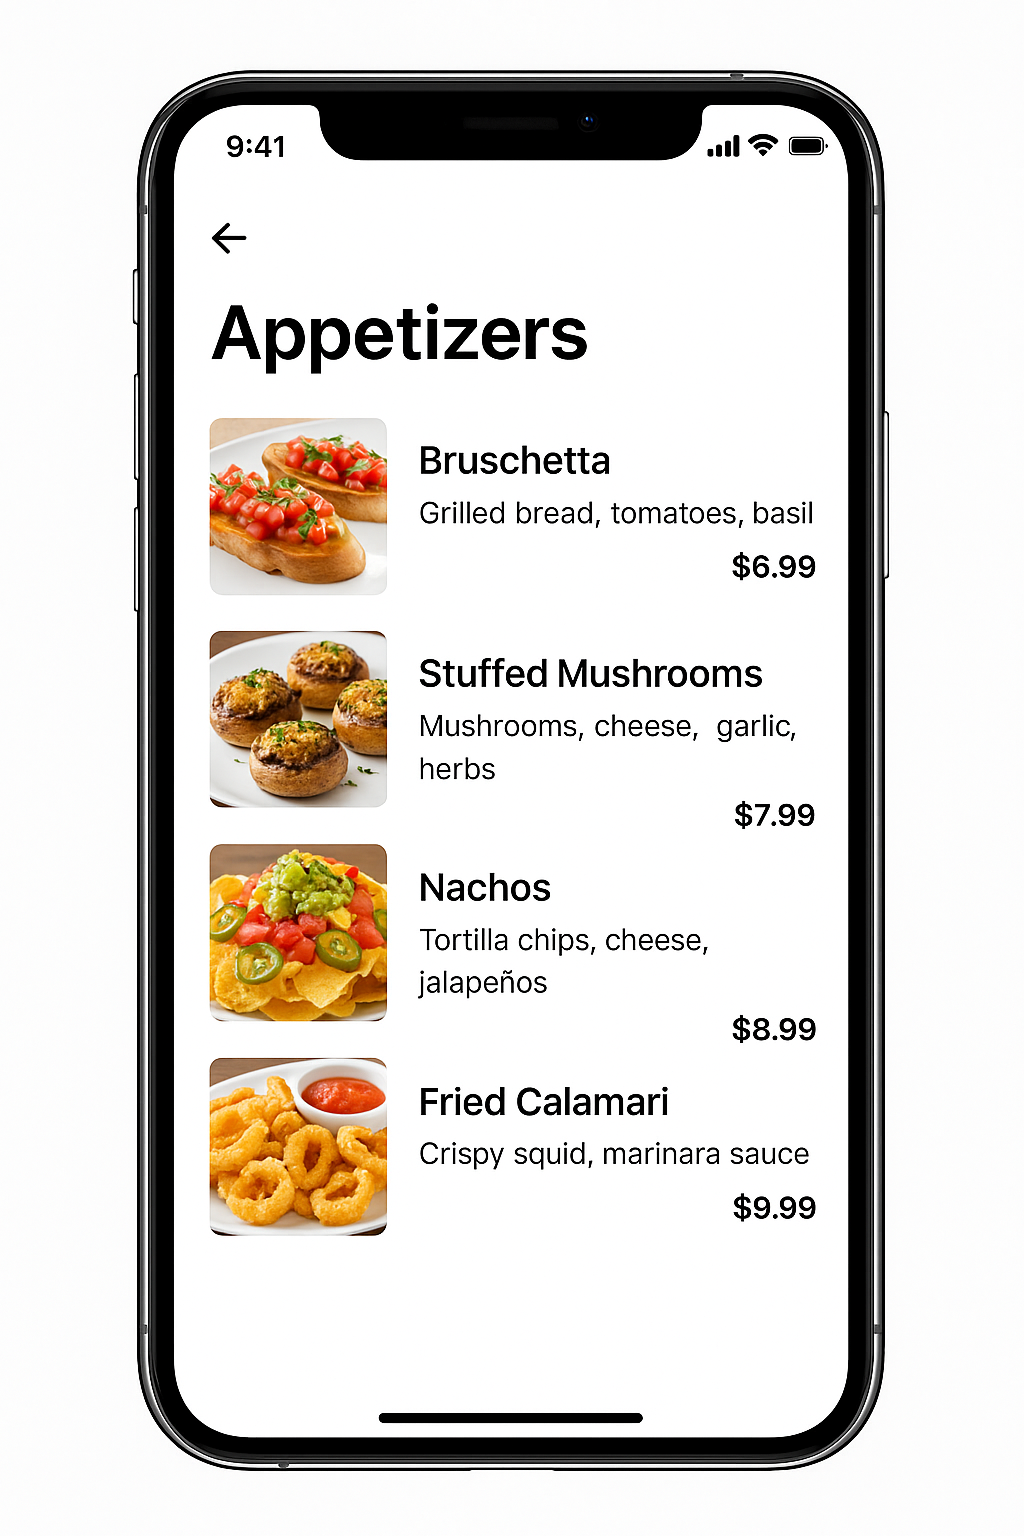 9:41
Appetizers
Bruschetta
Grilled bread, tomatoes, basil
$6.99
Stuffed Mushrooms
Mushrooms, cheese, garlic,
herbs
$7.99
Nachos
Tortilla chips, cheese,
jalapeños
$8.99
Fried Calamari
Crispy squid, marinara sauce
$9.99